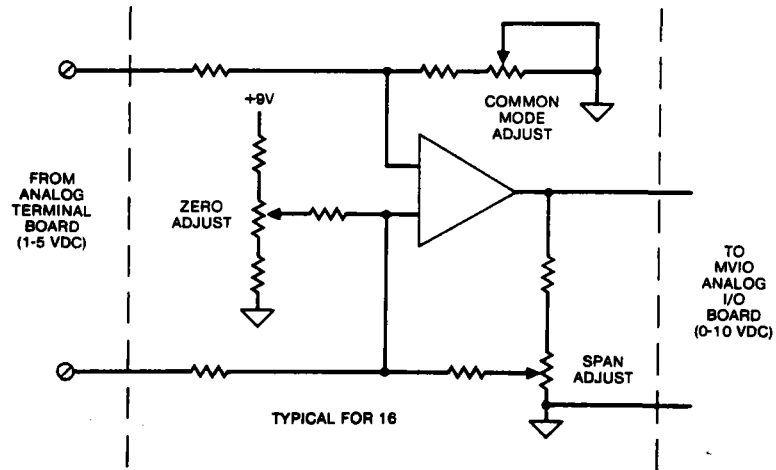 +9V
COMMON
MODE
ADJUST
FROM
ANALOG
TERMINAL
BOARD
(1-5 VDC)
ZERO
ADJUST
TO
MVIO
ANALOG
I/O
BOARD
(0-10 VDC)
SPAN
ADJUST
TYPICAL FOR 16